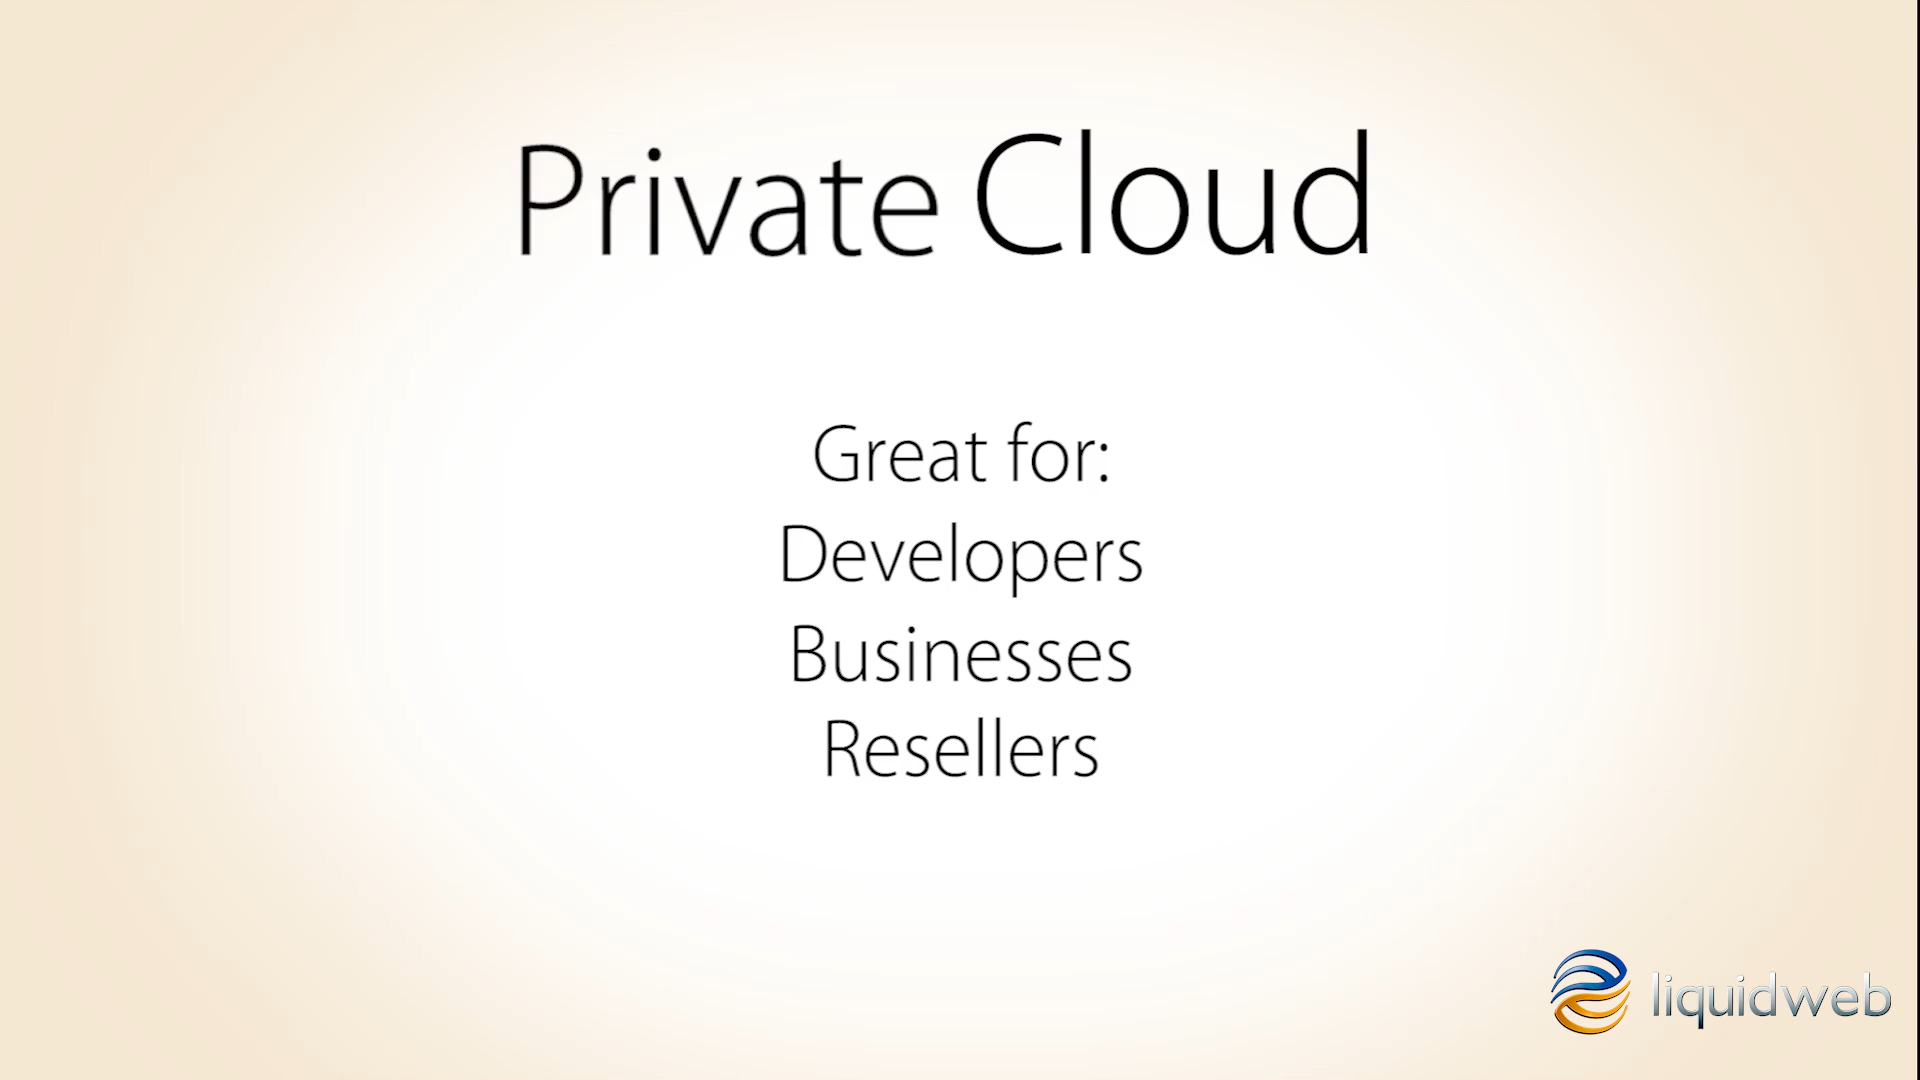 Private Cloud
Great for:
Developers
Businesses
Resellers
liquidweb